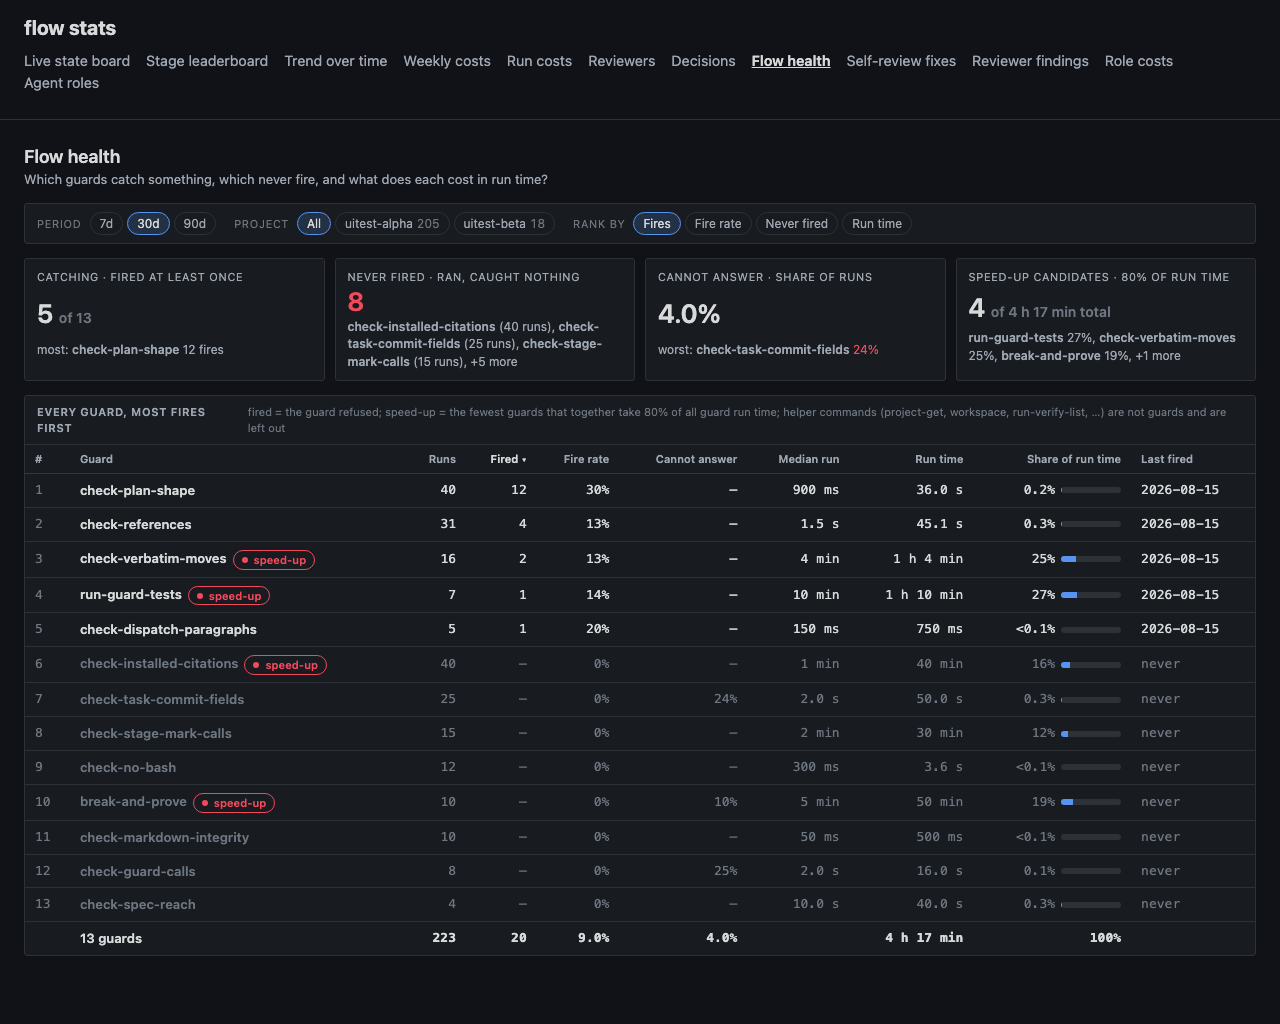 flow stats
Live state board Stage leaderboard Trend over time Weekly costs Run costs Reviewers Decisions Flow health Self-review fixes Reviewer findings Role costs
Agent roles
Flow health
Which guards catch something, which never fire, and what does each cost in run time?
PERIOD 7d 30d 90d PROJECT All uitest-alpha 205 uitest-beta 18 RANK BY Fires Fire rate Never fired Run time
CATCHING · FIRED AT LEAST ONCE
5 of 13
most: check-plan-shape 12 fires
NEVER FIRED · RAN, CAUGHT NOTHING
8
check-installed-citations (40 runs), check-
task-commit-fields (25 runs), check-stage-
mark-calls (15 runs), +5 more
CANNOT ANSWER · SHARE OF RUNS
4.0%
worst: check-task-commit-fields 24%
SPEED-UP CANDIDATES · 80% OF RUN TIME
4 of 4 h 17 min total
run-guard-tests 27%, check-verbatim-moves
25%, break-and-prove 19%, +1 more
EVERY GUARD, MOST FIRES
FIRST
fired = the guard refused; speed-up = the fewest guards that together take 80% of all guard run time; helper commands (project-get, workspace, run-verify-list, …) are not guards and are
left out
# Guard Runs Fired ▾ Fire rate Cannot answer Median run Run time Share of run time Last fired
1 check-plan-shape 40 12 30% — 900 ms 36.0 s 0.2% 2026-08-15
2 check-references 31 4 13% — 1.5 s 45.1 s 0.3% 2026-08-15
3 check-verbatim-moves speed-up 16 2 13% — 4 min 1 h 4 min 25% 2026-08-15
4 run-guard-tests speed-up 7 1 14% — 10 min 1 h 10 min 27% 2026-08-15
5 check-dispatch-paragraphs 5 1 20% — 150 ms 750 ms <0.1% 2026-08-15
6 check-installed-citations speed-up 40 — 0% — 1 min 40 min 16% never
7 check-task-commit-fields 25 — 0% 24% 2.0 s 50.0 s 0.3% never
8 check-stage-mark-calls 15 — 0% — 2 min 30 min 12% never
9 check-no-bash 12 — 0% — 300 ms 3.6 s <0.1% never
10 break-and-prove speed-up 10 — 0% 10% 5 min 50 min 19% never
11 check-markdown-integrity 10 — 0% — 50 ms 500 ms <0.1% never
12 check-guard-calls 8 — 0% 25% 2.0 s 16.0 s 0.1% never
13 check-spec-reach 4 — 0% — 10.0 s 40.0 s 0.3% never
13 guards 223 20 9.0% 4.0% 4 h 17 min 100%